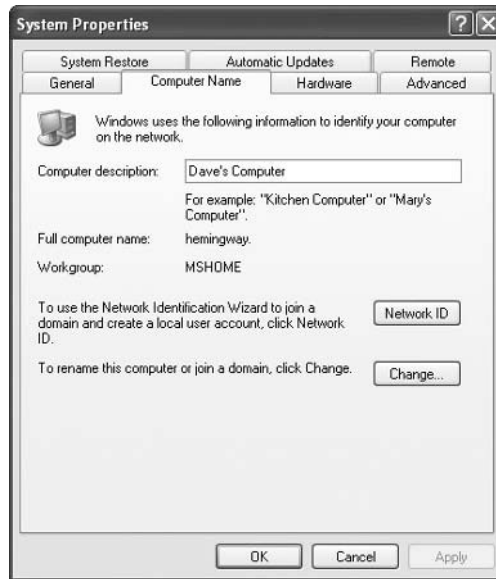 System Properties
System Restore Automatic Updates Remote
General Computer Name Hardware Advanced
Windows uses the following information to identify your computer
on the network.
Computer description: Dave's Computer
For example: "Kitchen Computer" or "Mary's
Computer".
Full computer name: hemingway.
Workgroup: MSHOME
To use the Network Identification Wizard to join a
domain and create a local user account, click Network
ID.
Network ID
To rename this computer or join a domain, click Change.
Change...
OK Cancel Apply